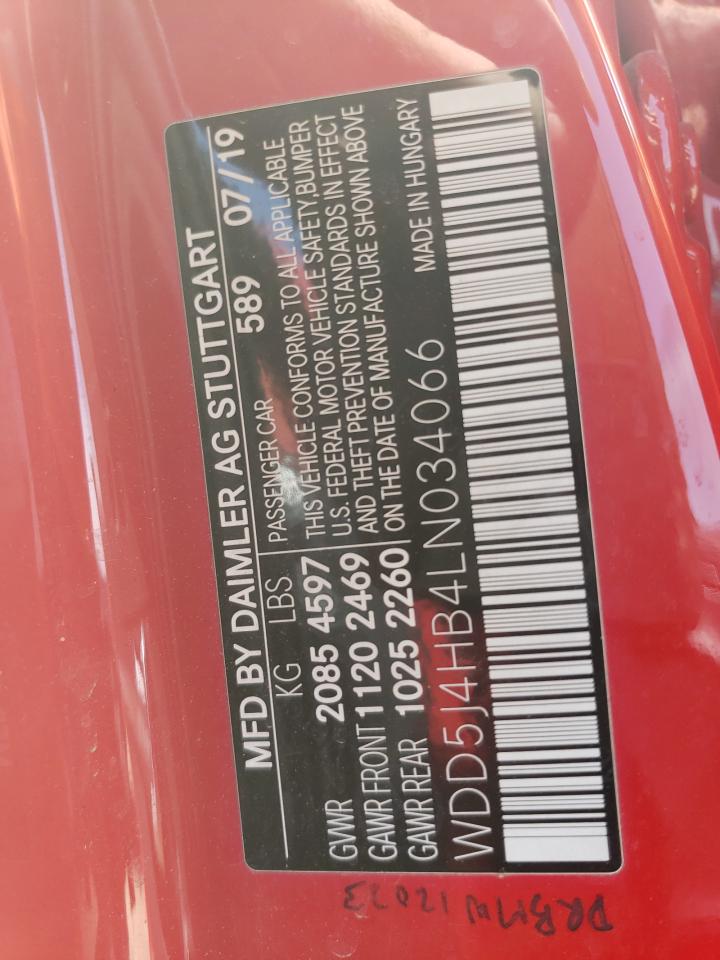 MFD BY DAIMLER AG STUTTGART
589 07/19
KG LBS PASSENGER CAR
GVWR 2085 4597
GAWR FRONT 1120 2469
GAWR REAR 1025 2260
THIS VEHICLE CONFORMS TO ALL APPLICABLE
U.S. FEDERAL MOTOR VEHICLE SAFETY,BUMPER
AND THEFT PREVENTION STANDARDS IN EFFECT
ON THE DATE OF MANUFACTURE SHOWN ABOVE
WDD5J4HB4LN034066 MADE IN HUNGARY
12023